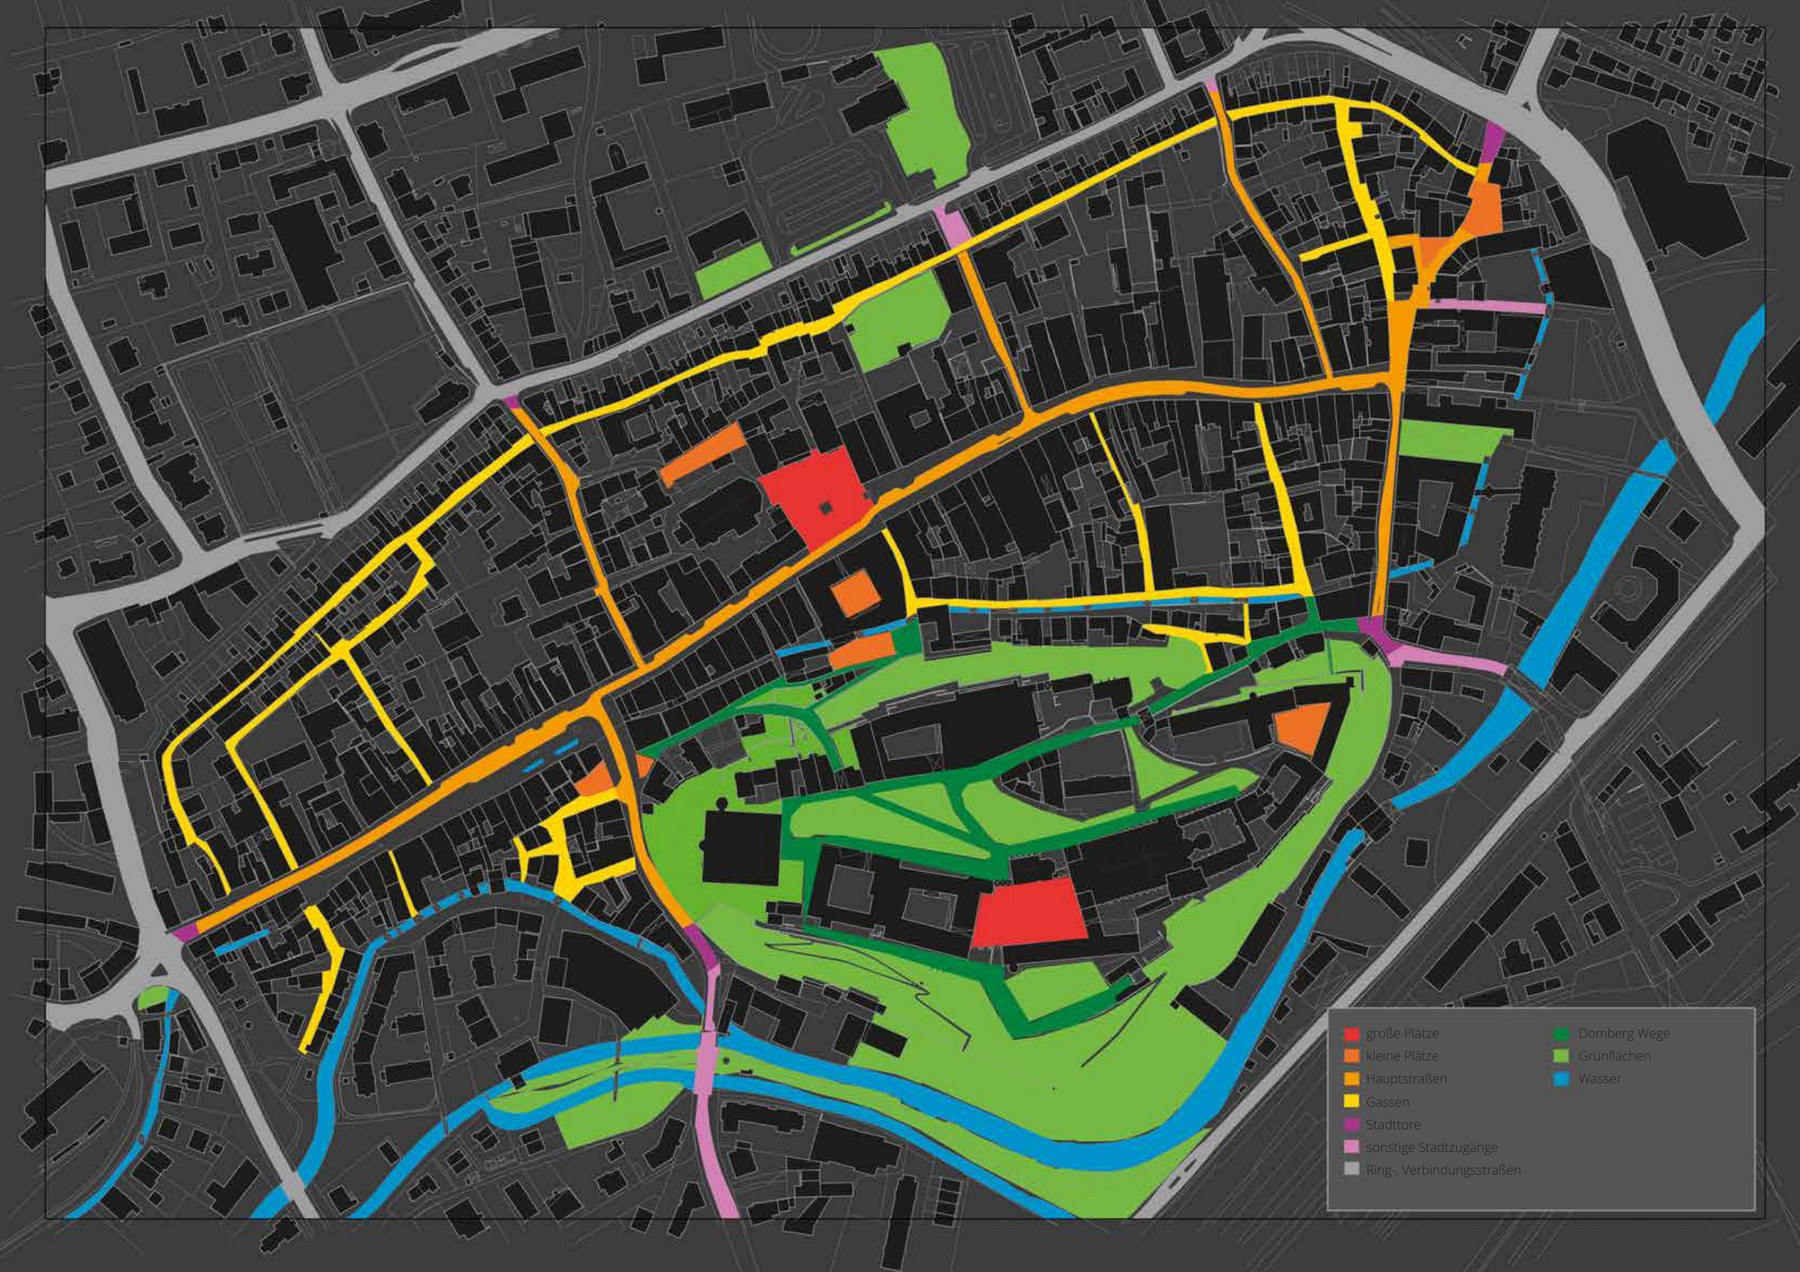 große Plätze
kleine Plätze
Hauptstraßen
Gassen
Stadttore
sonstige Stadtzugänge
Ring-, Verbindungsstraßen
Domberg Wege
Grünflächen
Wasser